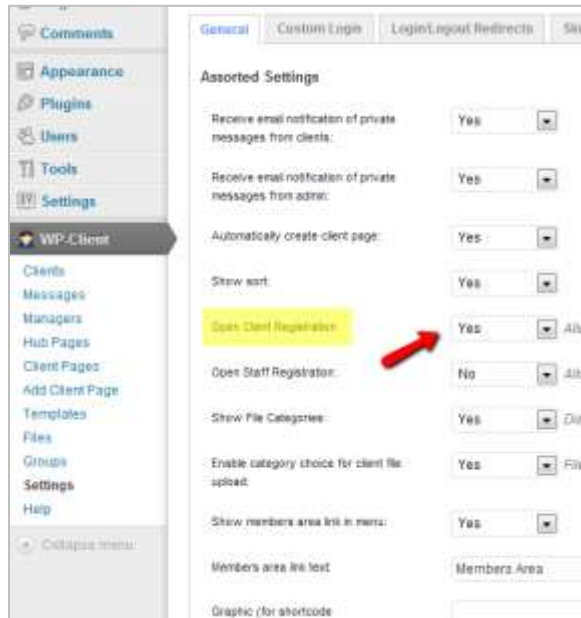 Comments
Appearance
Plugins
Users
Tools
Settings
WP-Client
Clients
Messages
Managers
Hub Pages
Client Pages
Add Client Page
Templates
Files
Groups
Settings
Help
Collapse menu
General
Custom Login
Login/Logout Redirects
Assorted Settings
Receive email notification of private
messages from clients:
Yes
Receive email notification of private
messages from admin:
Yes
Automatically create client page:
Yes
Show sort:
Yes
Open Client Registration:
Yes
Open Staff Registration:
No
Show File Categories:
Yes
Enable category choice for client file
upload:
Yes
Show members area link in menu:
Yes
Members area link text:
Members Area
Graphic (for shortcode